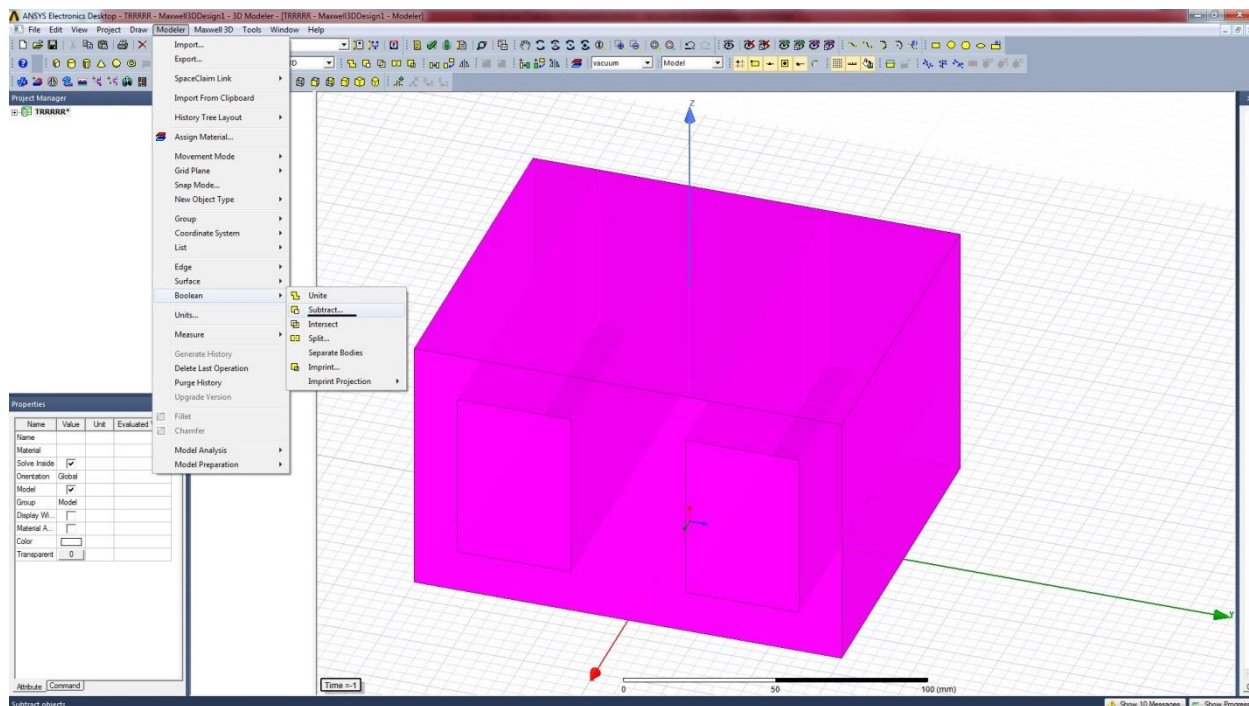 ANSYS Electronics Desktop - TRRRRR - Maxwell3DDesign1 - 3D Modeler - [TRRRRR - Maxwell3DDesign1 - Modeler]
File Edit View Project Draw Modeler Maxwell 3D Tools Window Help
vacuum Model
Project Manager
TRRRRR*
Import...
Export...
SpaceClaim Link
Import From Clipboard
History Tree Layout
Assign Material...
Movement Mode
Grid Plane
Snap Mode...
New Object Type
Group
Coordinate System
List
Edge
Surface
Boolean
Units...
Measure
Generate History
Delete Last Operation
Purge History
Upgrade Version
Fillet
Chamfer
Model Analysis
Model Preparation
Unite
Subtract...
Intersect
Split...
Separate Bodies
Imprint...
Imprint Projection
Properties
Name Value Unit Evaluated
Name
Material
Solve Inside
Orientation Global
Model
Group Model
Display Wi...
Material A...
Color
Transparent 0
Attribute Command
Z
Y
Time =-1
0 50 100 (mm)
Subtract objects
Show 10 Messages Show Progress